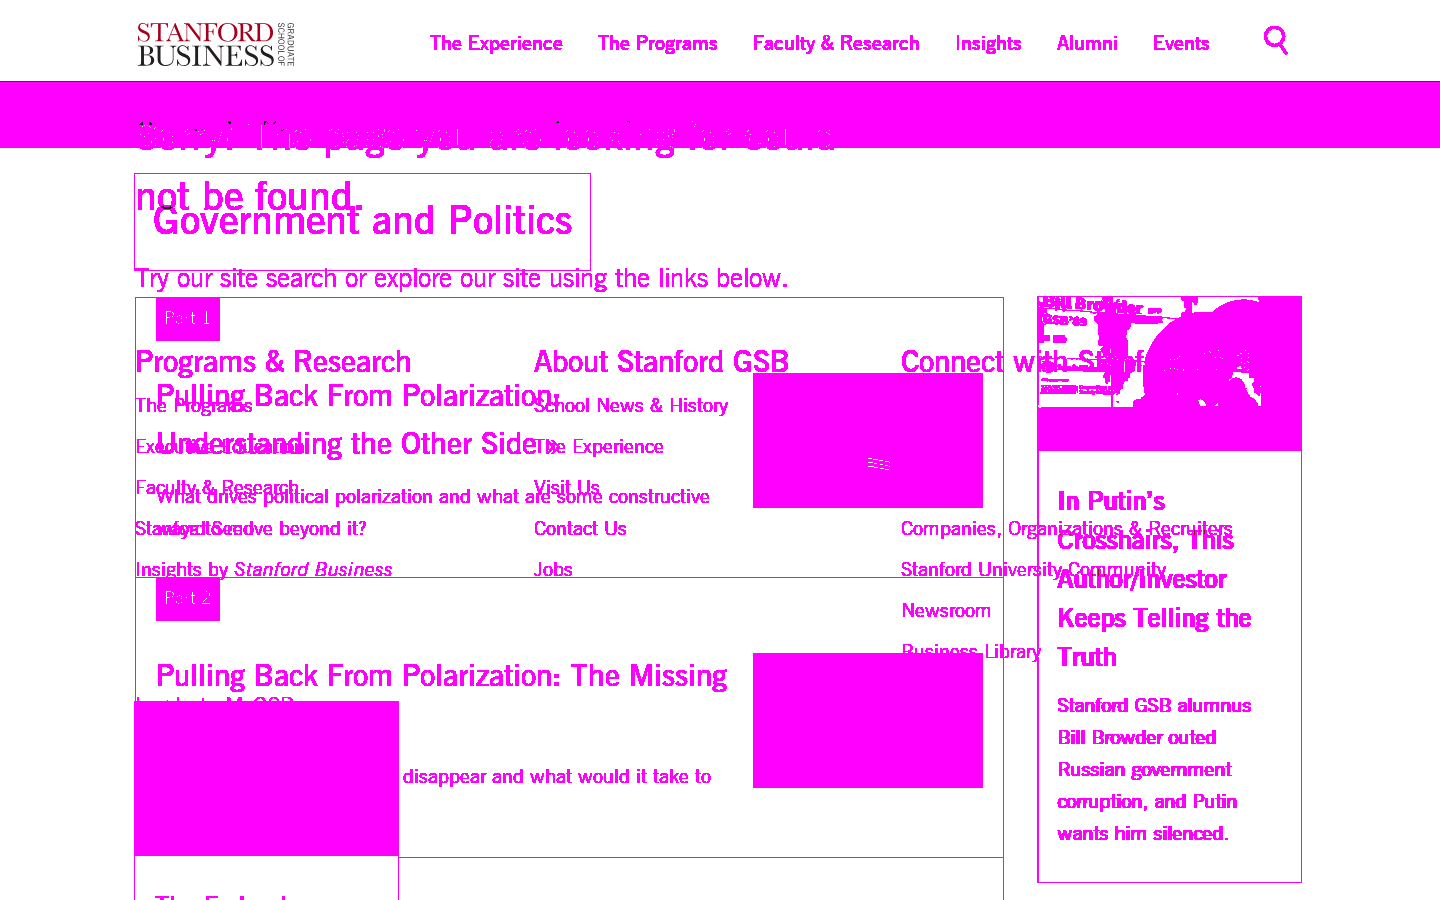 STANFORD
BUSINESS
GRADUATE
SCHOOL OF
The Experience
The Programs
Faculty & Research
Insights
Alumni
Events
Sorry! The page you are looking for could
not be found.
Government and Politics
Try our site search or explore our site using the links below.
Part 1
Programs & Research
About Stanford GSB
Connect with
Pulling Back From Polarization:
Understanding the Other Side »
The Programs
School News & History
Executive Education
The Experience
Faculty & Research
Visit Us
What drives political polarization and what are some constructive
ways to move beyond it?
Contact Us
Companies, Organizations & Recruiters
Insights by Stanford Business
Jobs
Stanford University Community
Part 2
Newsroom
Business Library
Pulling Back From Polarization: The Missing
disappear and what would it take to
Bill Browder
In Putin's
Crosshairs, This
Author/Investor
Keeps Telling the
Truth
Stanford GSB alumnus
Bill Browder outed
Russian government
corruption, and Putin
wants him silenced.